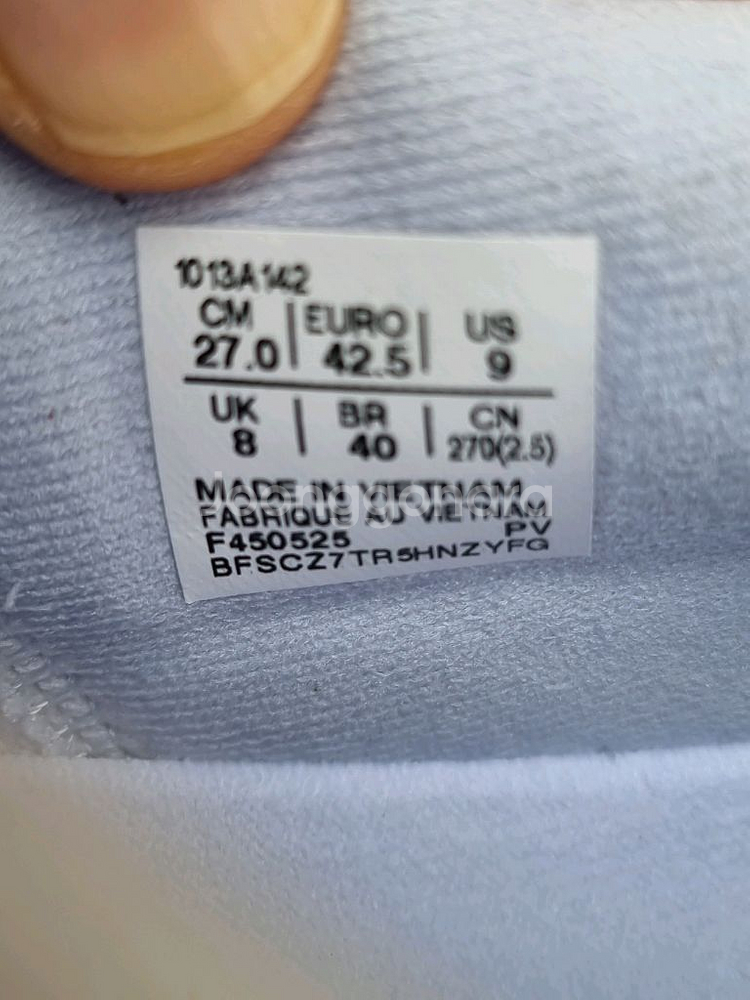 1013A142
CM | EURO | US
27.0 | 42.5 | 9
UK | BR | CN
8 | 40 | 270(2.5)
MADE IN VIETNAM
FABRIQUE AU VIETNAM
F450525 PV
BFSCZ7TR5HNZYFG